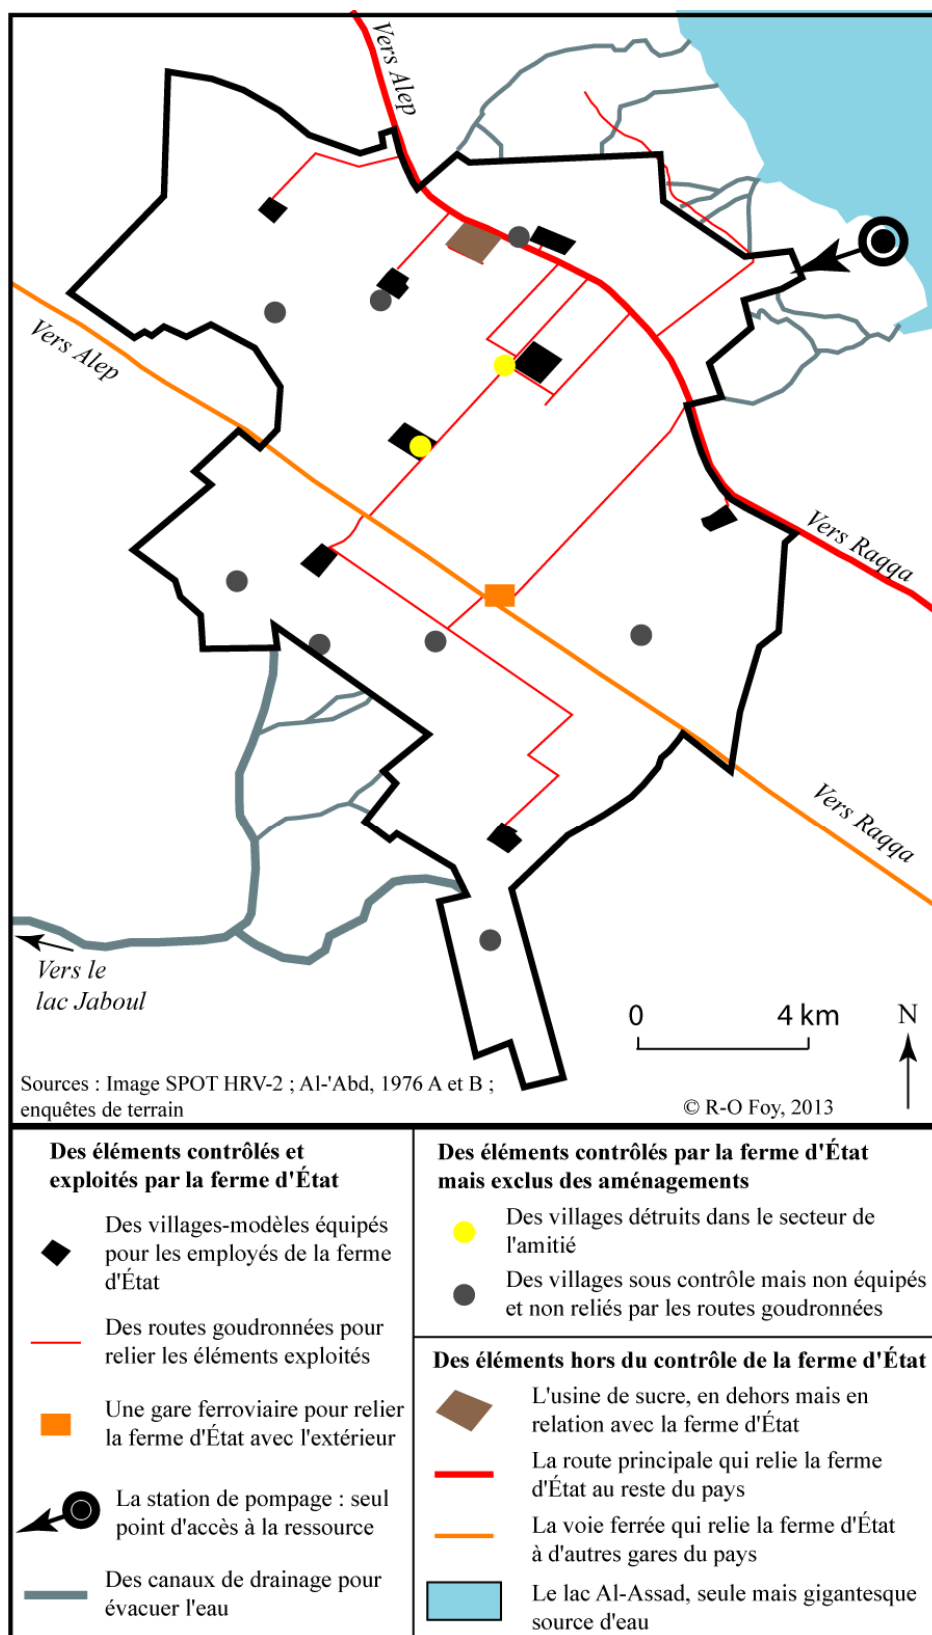 Vers Alep
Vers Alep
Vers Raqqa
Vers Raqqa
Vers le
lac Jaboul
0 4 km
N
Sources : Image SPOT HRV-2 ; Al-'Abd, 1976 A et B ;
enquêtes de terrain
© R-O Foy, 2013
Des éléments contrôlés et
exploités par la ferme d'État
Des villages-modèles équipés
pour les employés de la ferme
d'État
Des routes goudronnées pour
relier les éléments exploités
Une gare ferroviaire pour relier
la ferme d'État avec l'extérieur
La station de pompage : seul
point d'accès à la ressource
Des canaux de drainage pour
évacuer l'eau
Des éléments contrôlés par la ferme d'État
mais exclus des aménagements
Des villages détruits dans le secteur de
l'amitié
Des villages sous contrôle mais non équipés
et non reliés par les routes goudronnées
Des éléments hors du contrôle de la ferme d'État
L'usine de sucre, en dehors mais en
relation avec la ferme d'État
La route principale qui relie la ferme
d'État au reste du pays
La voie ferrée qui relie la ferme d'État
à d'autres gares du pays
Le lac Al-Assad, seule mais gigantesque
source d'eau